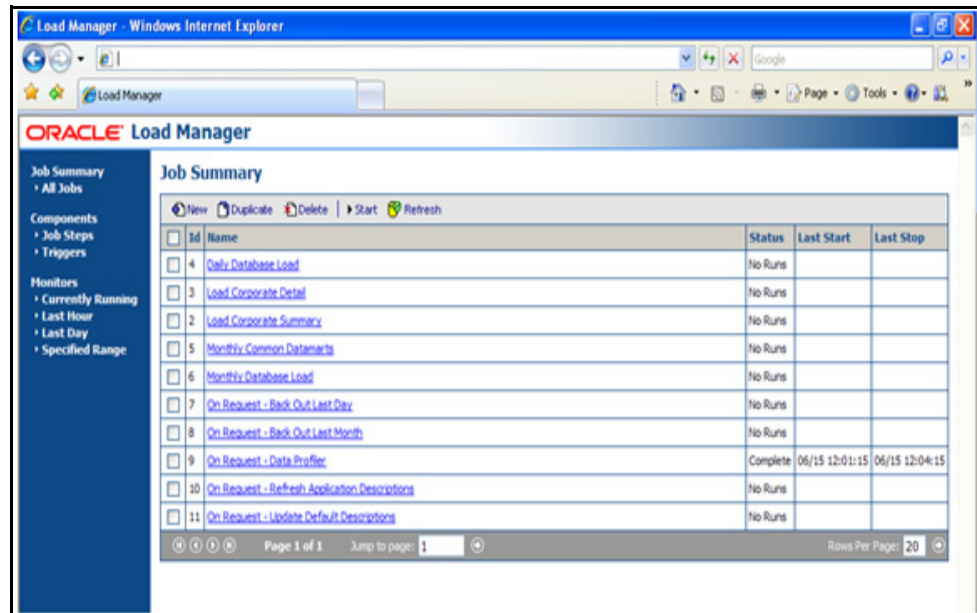 Load Manager - Windows Internet Explorer
Google
Load Manager
Page
Tools
ORACLE' Load Manager
Job Summary
All Jobs
Components
Job Steps
Triggers
Monitors
Currently Running
Last Hour
Last Day
Specified Range
Job Summary
New Duplicate Delete | Start Refresh
Id Name Status Last Start Last Stop
4 Daily Database Load No Runs
3 Load Corporate Detail No Runs
2 Load Corporate Summary No Runs
5 Monthly Common Datamarts No Runs
6 Monthly Database Load No Runs
7 On Request - Back Out Last Day No Runs
8 On Request - Back Out Last Month No Runs
9 On Request - Data Profiler Complete 06/15 12:01:15 06/15 12:04:15
10 On Request - Refresh Application Descriptions No Runs
11 On Request - Update Default Descriptions No Runs
Page 1 of 1 Jump to page: 1 Rows Per Page: 20